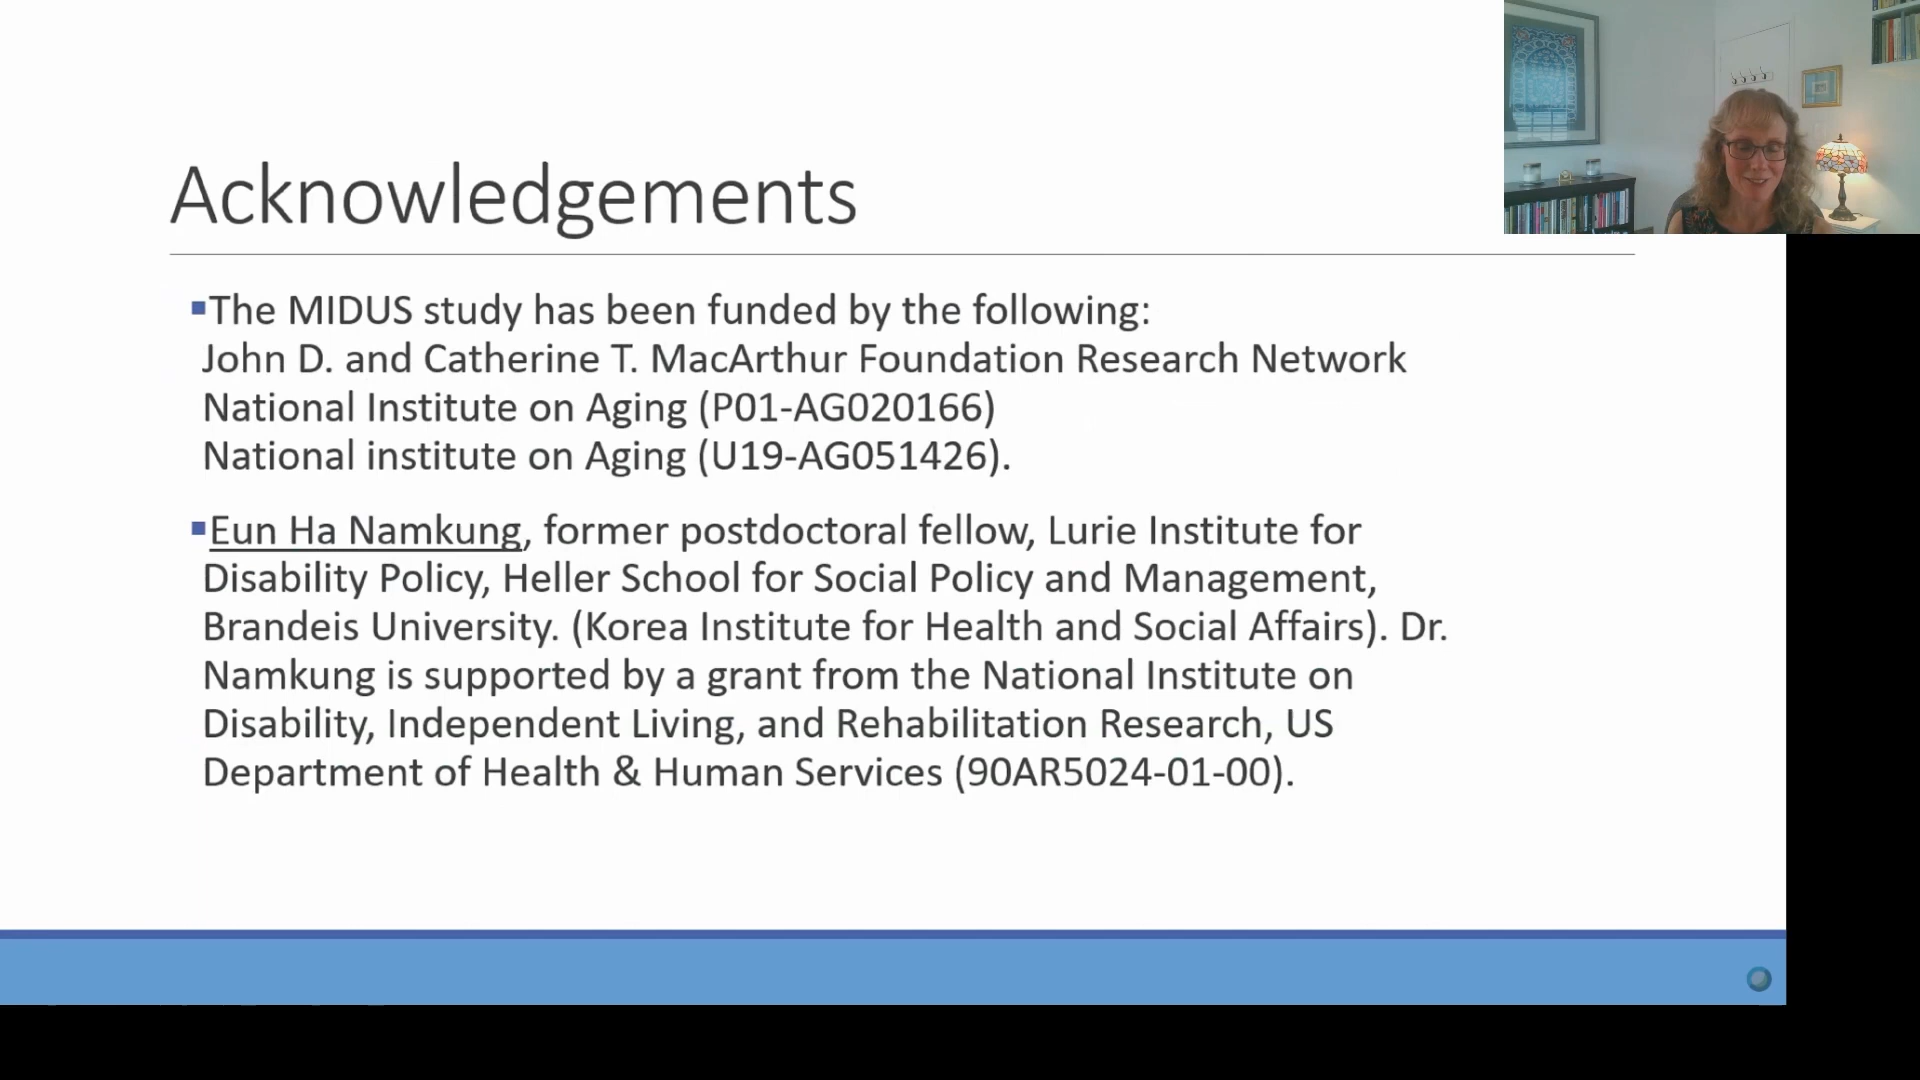 Acknowledgements
▪The MIDUS study has been funded by the following:
John D. and Catherine T. MacArthur Foundation Research Network
National Institute on Aging (P01-AG020166)
National institute on Aging (U19-AG051426).
▪Eun Ha Namkung, former postdoctoral fellow, Lurie Institute for
Disability Policy, Heller School for Social Policy and Management,
Brandeis University. (Korea Institute for Health and Social Affairs). Dr.
Namkung is supported by a grant from the National Institute on
Disability, Independent Living, and Rehabilitation Research, US
Department of Health & Human Services (90AR5024-01-00).